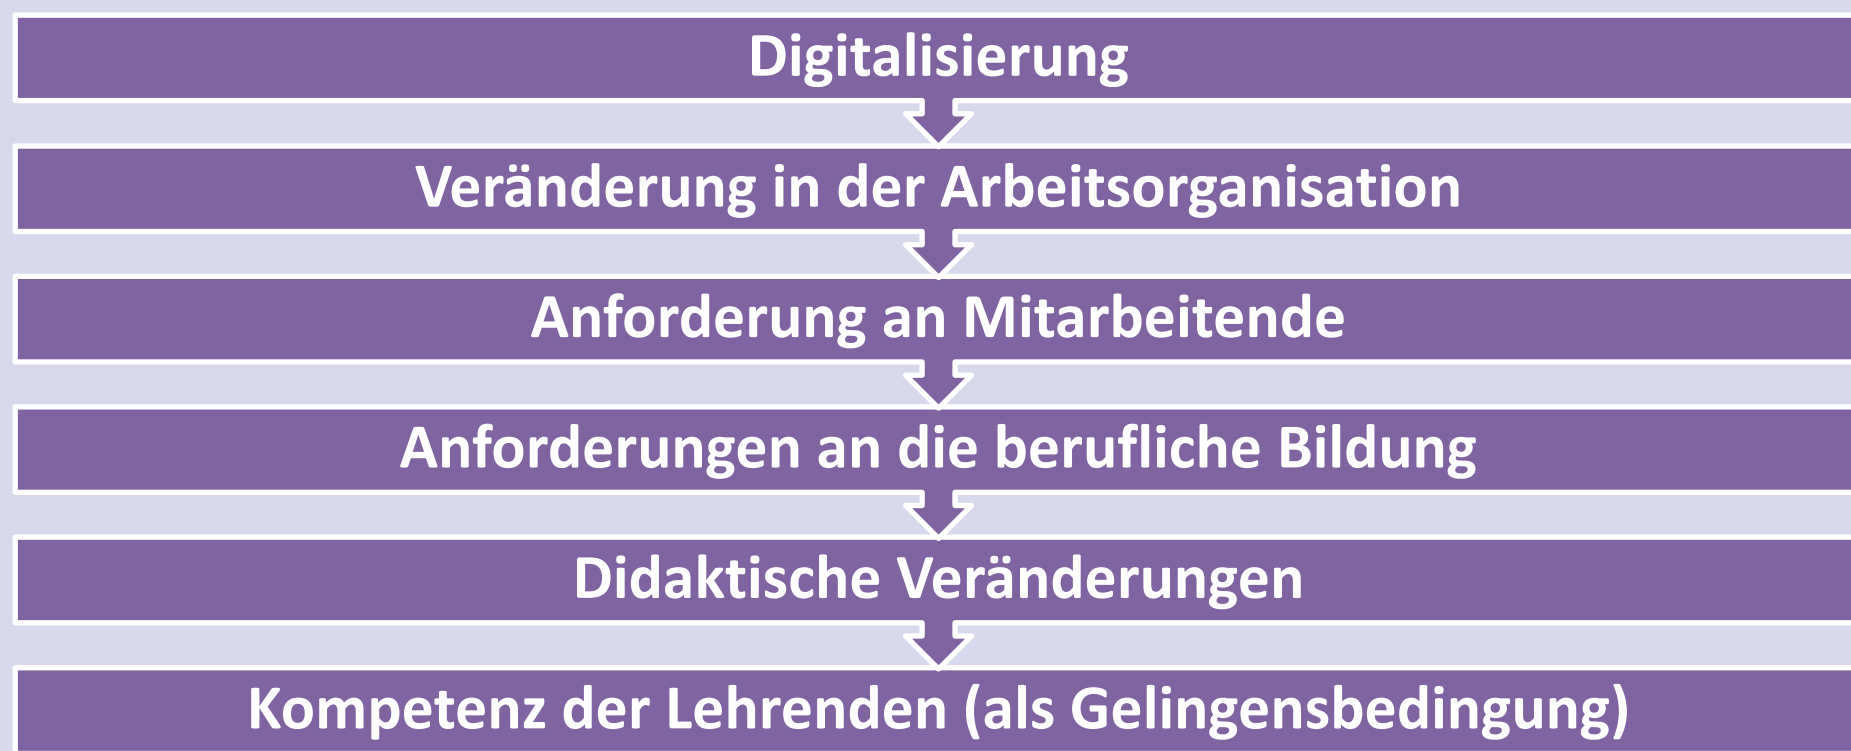 Digitalisierung
Veränderung in der Arbeitsorganisation
Anforderung an Mitarbeitende
Anforderungen an die berufliche Bildung
Didaktische Veränderungen
Kompetenz der Lehrenden (als Gelingensbedingung)